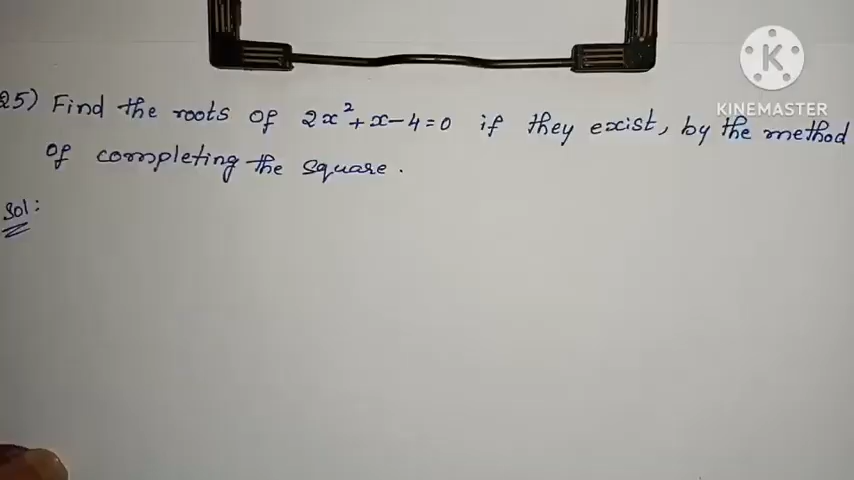 KINEMASTER
25) Find the roots of 2x²+x-4=0 if they exist, by the method
of completing the square.
Sol: